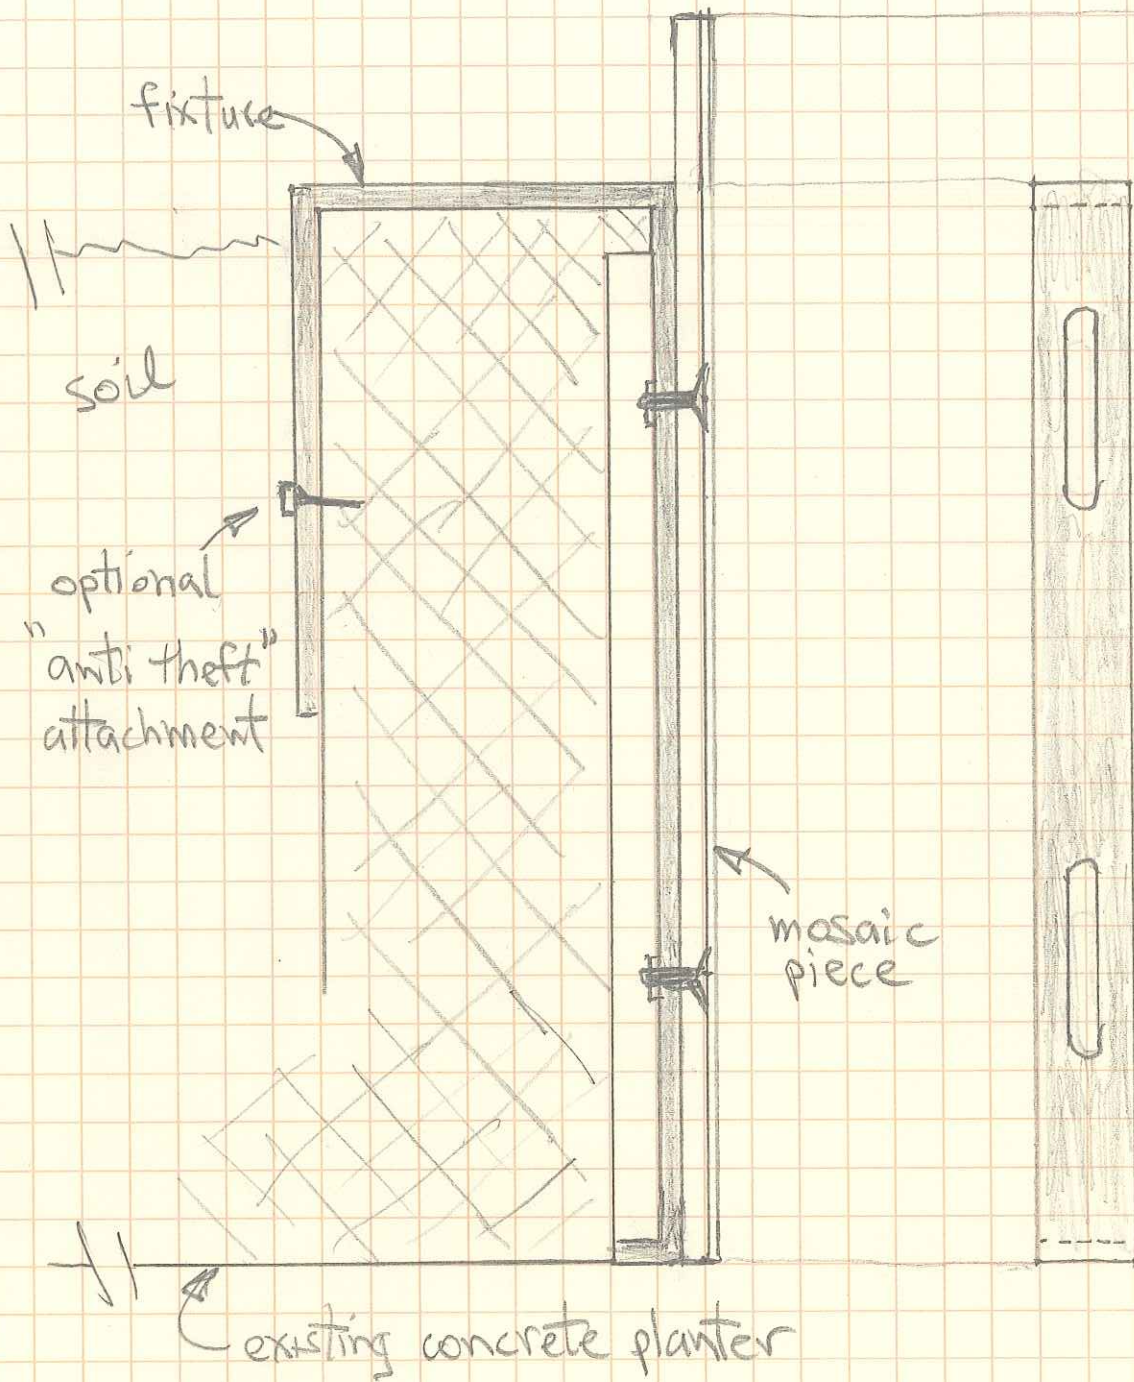 fixture
soil
optional
"anti theft"
attachment
mosaic
piece
existing concrete planter